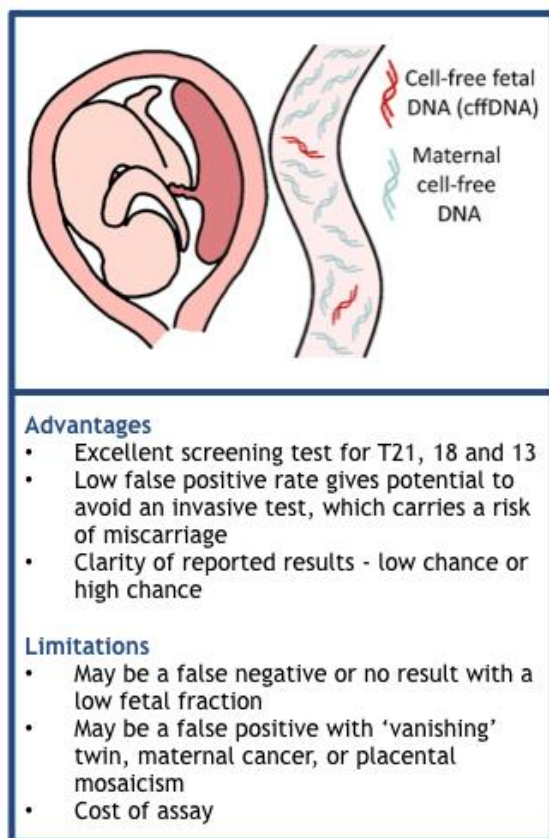 Cell-free fetal
DNA (cffDNA)
Maternal
cell-free
DNA
Advantages
• Excellent screening test for T21, 18 and 13
• Low false positive rate gives potential to
avoid an invasive test, which carries a risk
of miscarriage
• Clarity of reported results - low chance or
high chance
Limitations
• May be a false negative or no result with a
low fetal fraction
• May be a false positive with ‘vanishing’
twin, maternal cancer, or placental
mosaicism
• Cost of assay